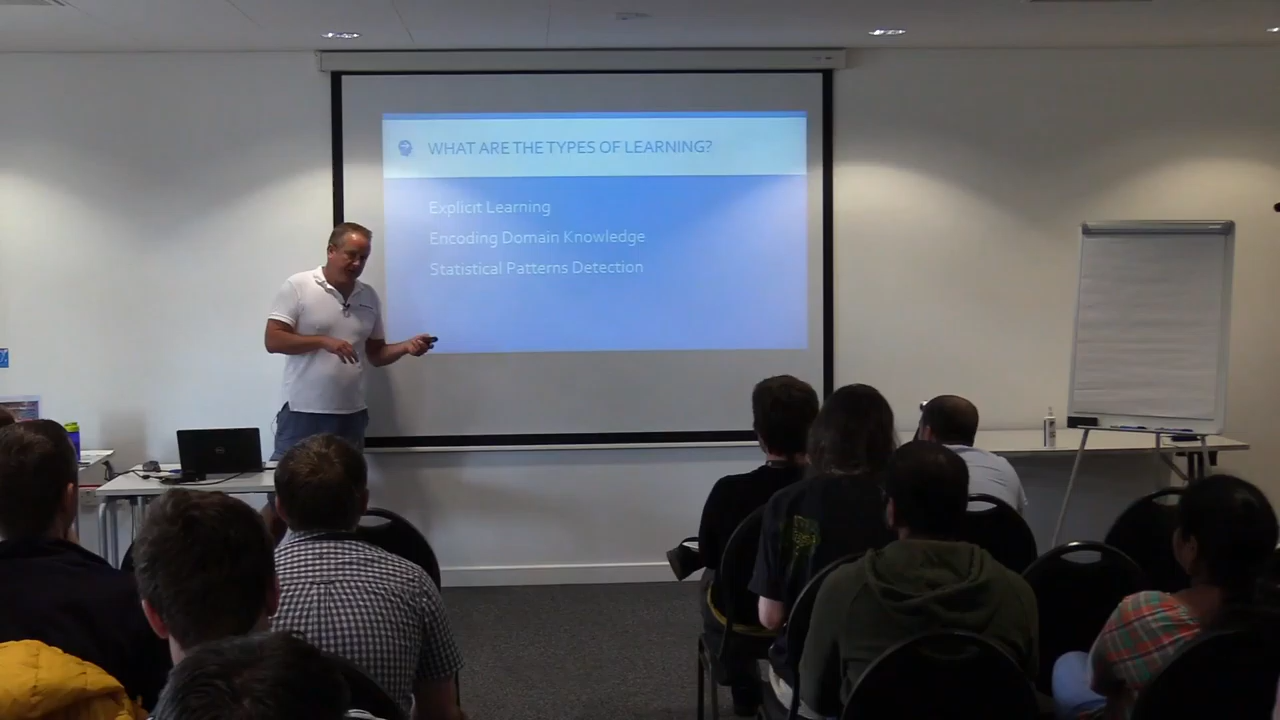 WHAT ARE THE TYPES OF LEARNING?
Explicit Learning
Encoding Domain Knowledge
Statistical Patterns Detection